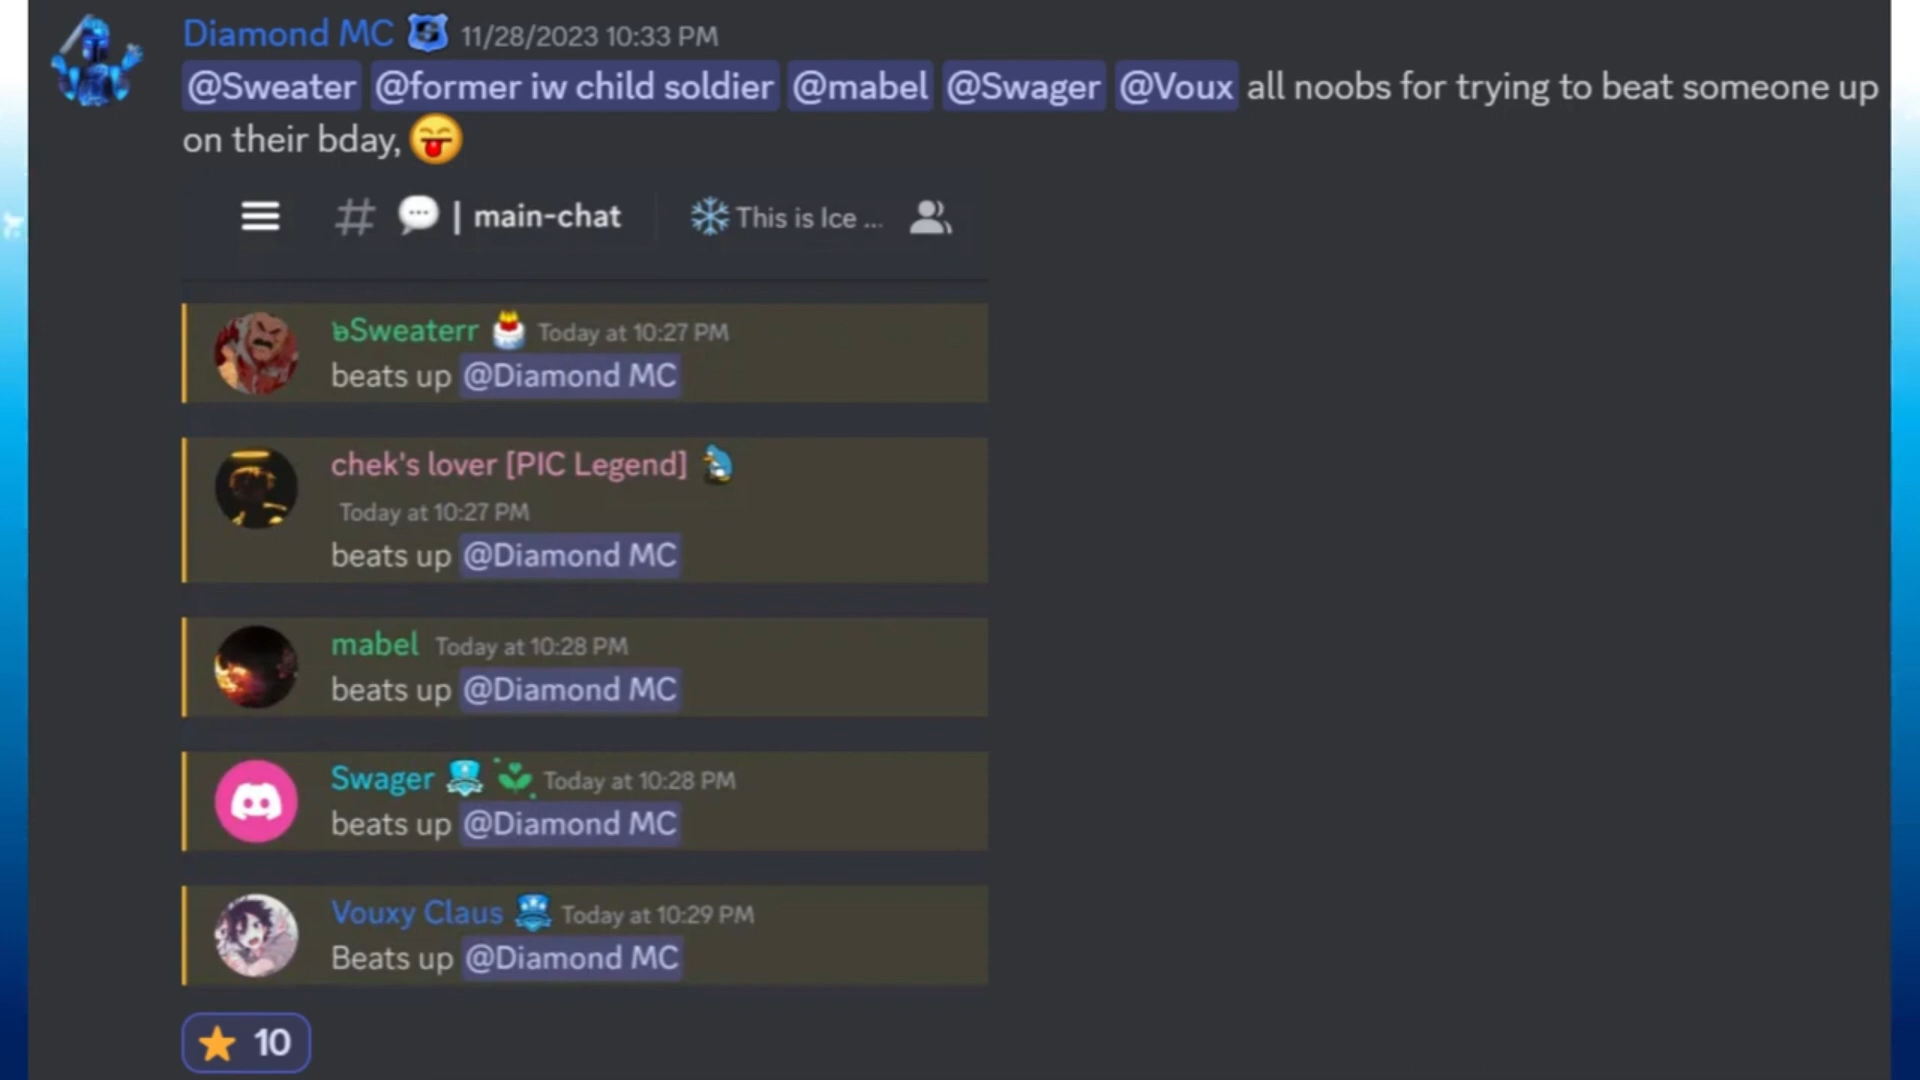 Diamond MC 11/28/2023 10:33 PM
@Sweater @former iw child soldier @mabel @Swager @Voux all noobs for trying to beat someone up
on their bday,
# | main-chat This is Ice ...
ъSweaterr Today at 10:27 PM
beats up @Diamond MC
chek's lover [PIC Legend]
Today at 10:27 PM
beats up @Diamond MC
mabel Today at 10:28 PM
beats up @Diamond MC
Swager Today at 10:28 PM
beats up @Diamond MC
Vouxy Claus Today at 10:29 PM
Beats up @Diamond MC
10